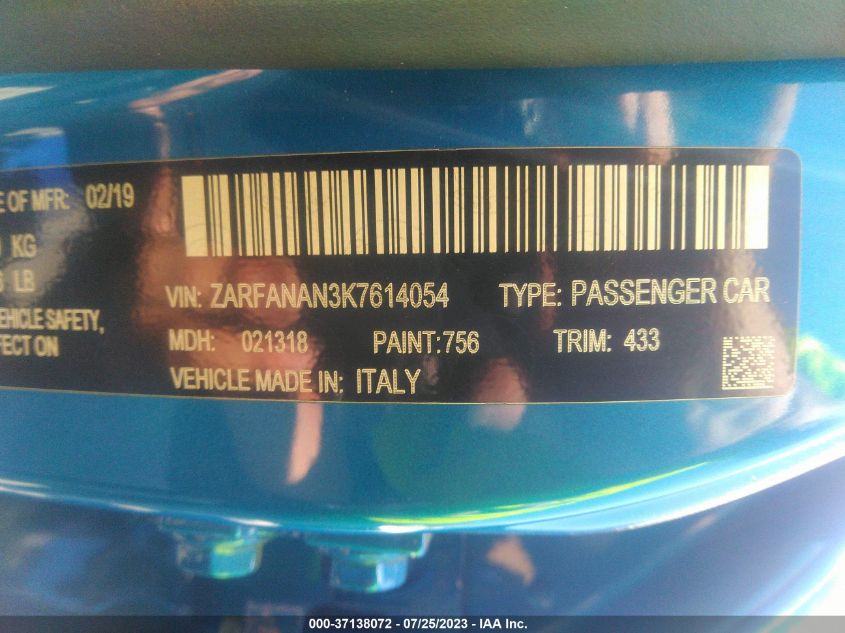 E OF MFR: 02/19
KG
LB
EHICLE SAFETY,
FECT ON
VIN: ZARFANAN3K7614054 TYPE: PASSENGER CAR
MDH: 021318 PAINT:756 TRIM: 433
VEHICLE MADE IN: ITALY
000-37138072 - 07/25/2023 - IAA Inc.